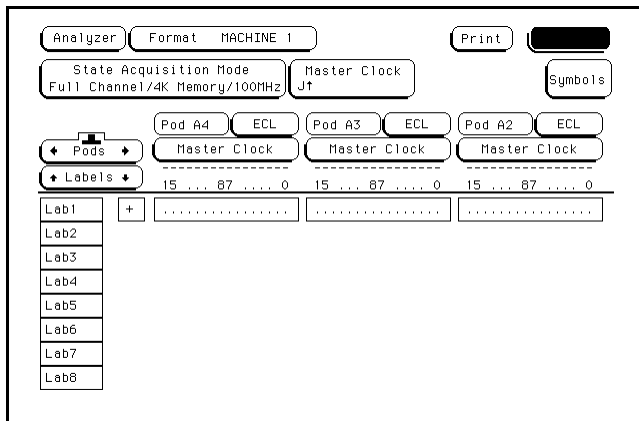 Analyzer Format MACHINE 1 Print
State Acquisition Mode
Full Channel/4K Memory/100MHz
Master Clock
J↑
Symbols
Pod A4 ECL Pod A3 ECL Pod A2 ECL
← Pods → Master Clock Master Clock Master Clock
↑ Labels ↓
15 ... 87 .... 0 15 ... 87 .... 0 15 ... 87 .... 0
Lab1 + ................ ................ ................
Lab2
Lab3
Lab4
Lab5
Lab6
Lab7
Lab8